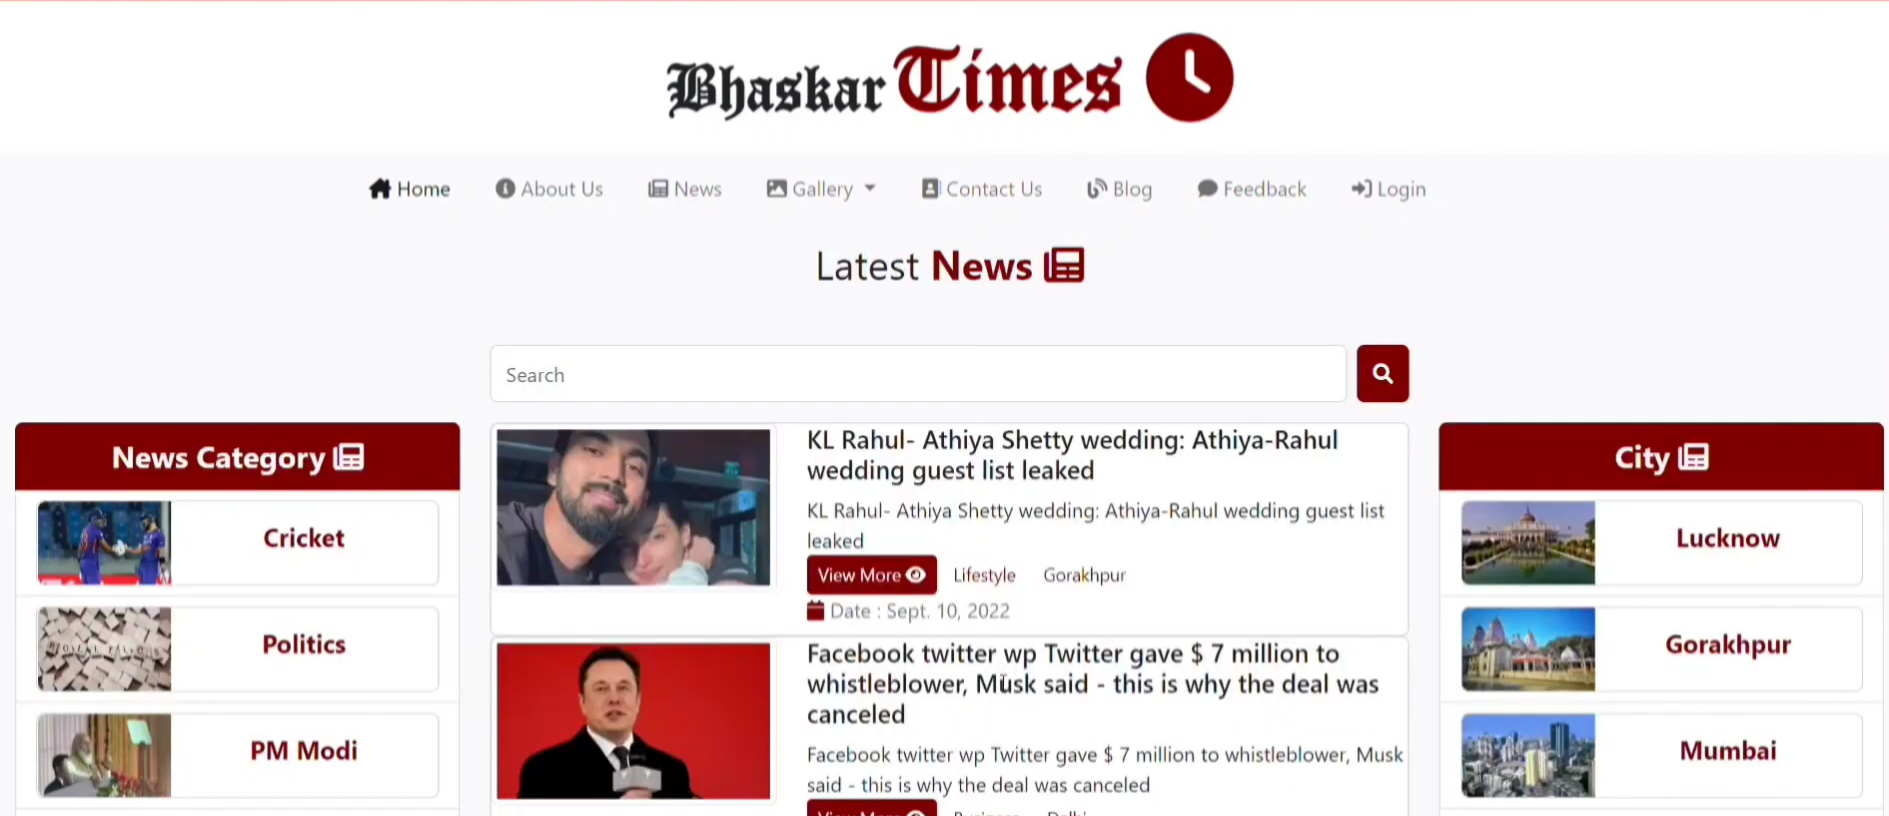 Bhaskar Times
Home About Us News Gallery Contact Us Blog Feedback Login
Latest News
Search
News Category
Cricket
Politics
PM Modi
KL Rahul- Athiya Shetty wedding: Athiya-Rahul
wedding guest list leaked
KL Rahul- Athiya Shetty wedding: Athiya-Rahul wedding guest list
leaked
View More Lifestyle Gorakhpur
Date : Sept. 10, 2022
Facebook twitter wp Twitter gave $ 7 million to
whistleblower, Musk said - this is why the deal was
canceled
Facebook twitter wp Twitter gave $ 7 million to whistleblower, Musk
said - this is why the deal was canceled
View More Business Delhi
City
Lucknow
Gorakhpur
Mumbai